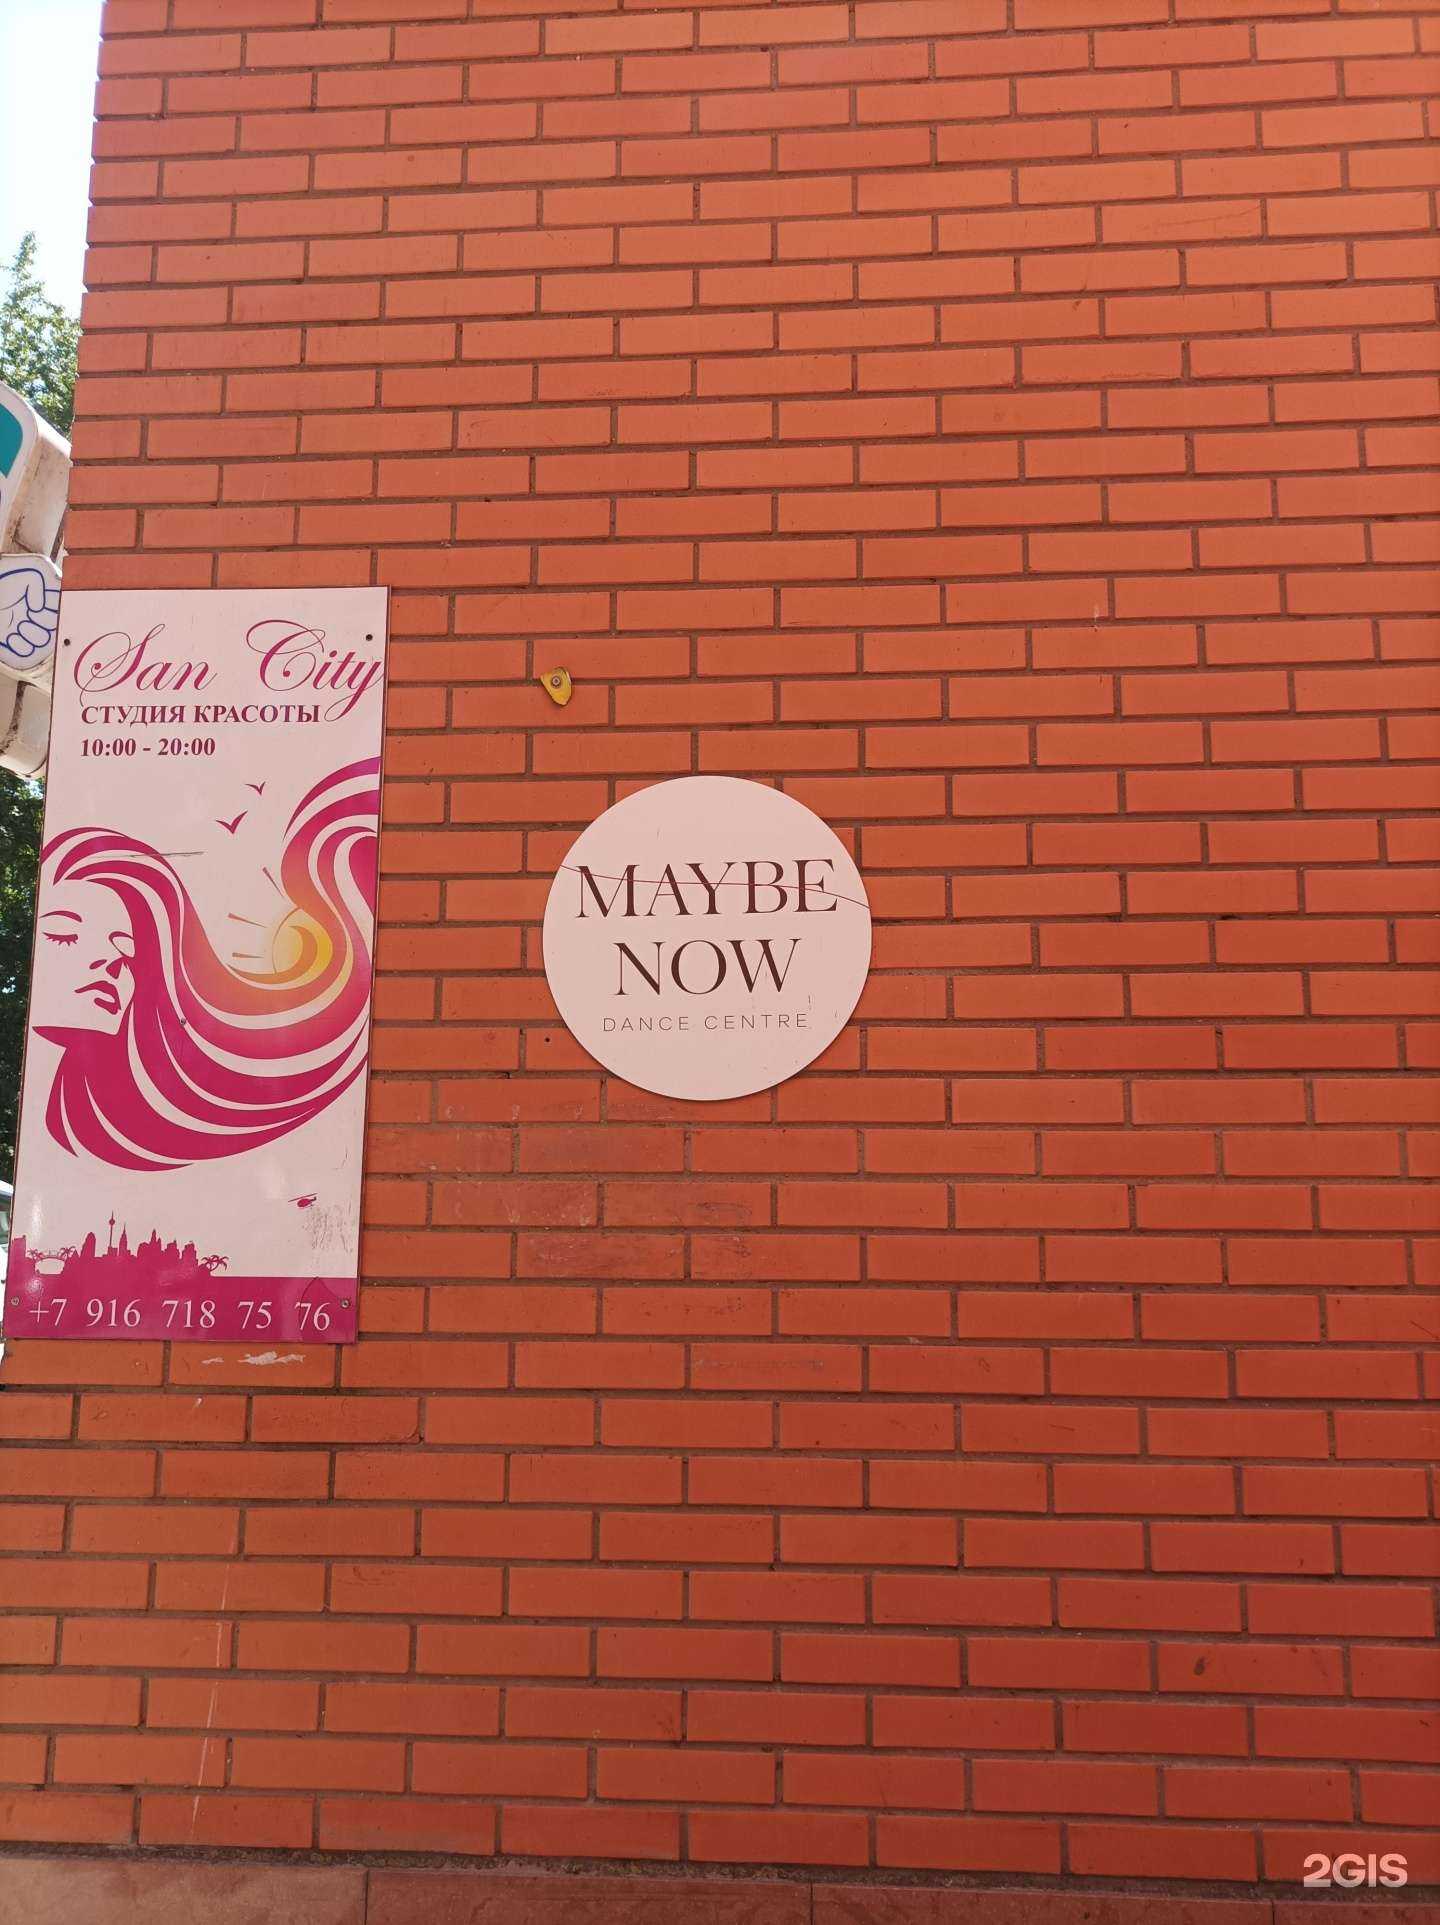 San City
СТУДИЯ КРАСОТЫ
10:00 - 20:00
+7 916 718 75 76
MAYBE
NOW
DANCE CENTRE
2GIS